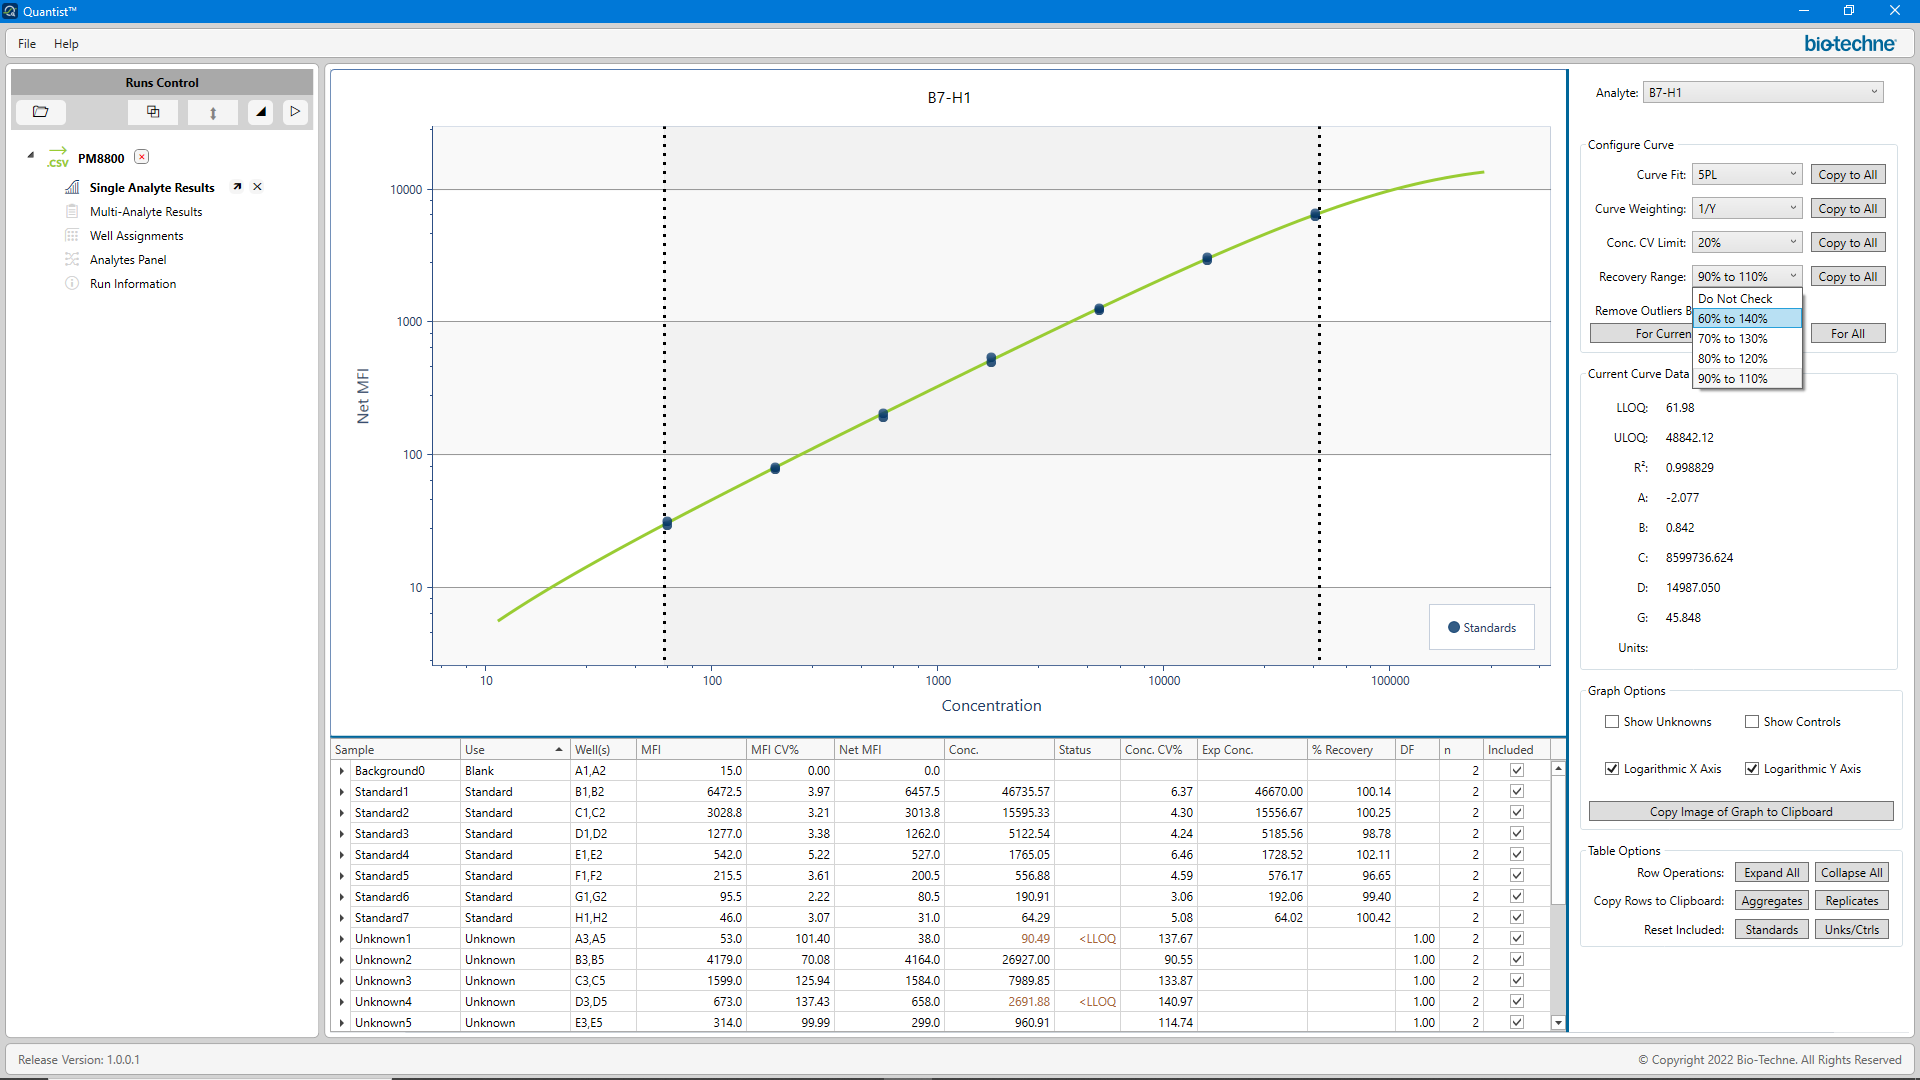 Quantist™
File Help
bio-techne
Runs Control
.csv PM8800
Single Analyte Results
Multi-Analyte Results
Well Assignments
Analytes Panel
Run Information
B7-H1
10000
1000
100
10
Net MFI
10 100 1000 10000 100000
Concentration
Standards
Analyte: B7-H1
Configure Curve
Curve Fit: 5PL Copy to All
Curve Weighting: 1/Y Copy to All
Conc. CV Limit: 20% Copy to All
Recovery Range: 90% to 110% Copy to All
Do Not Check
60% to 140%
70% to 130%
80% to 120%
90% to 110%
Remove Outliers B
For Curren For All
Current Curve Data
LLOQ: 61.98
ULOQ: 48842.12
R²: 0.998829
A: -2.077
B: 0.842
C: 8599736.624
D: 14987.050
G: 45.848
Units:
Graph Options
Show Unknowns Show Controls
Logarithmic X Axis Logarithmic Y Axis
Copy Image of Graph to Clipboard
Table Options
Row Operations: Expand All Collapse All
Copy Rows to Clipboard: Aggregates Replicates
Reset Included: Standards Unks/Ctrls
Sample Use Well(s) MFI MFI CV% Net MFI Conc. Status Conc. CV% Exp Conc. % Recovery DF n Included
Background0 Blank A1,A2 15.0 0.00 0.0 2
Standard1 Standard B1,B2 6472.5 3.97 6457.5 46735.57 6.37 46670.00 100.14 2
Standard2 Standard C1,C2 3028.8 3.21 3013.8 15595.33 4.30 15556.67 100.25 2
Standard3 Standard D1,D2 1277.0 3.38 1262.0 5122.54 4.24 5185.56 98.78 2
Standard4 Standard E1,E2 542.0 5.22 527.0 1765.05 6.46 1728.52 102.11 2
Standard5 Standard F1,F2 215.5 3.61 200.5 556.88 4.59 576.17 96.65 2
Standard6 Standard G1,G2 95.5 2.22 80.5 190.91 3.06 192.06 99.40 2
Standard7 Standard H1,H2 46.0 3.07 31.0 64.29 5.08 64.02 100.42 2
Unknown1 Unknown A3,A5 53.0 101.40 38.0 90.49 <LLOQ 137.67 1.00 2
Unknown2 Unknown B3,B5 4179.0 70.08 4164.0 26927.00 90.55 1.00 2
Unknown3 Unknown C3,C5 1599.0 125.94 1584.0 7989.85 133.87 1.00 2
Unknown4 Unknown D3,D5 673.0 137.43 658.0 2691.88 <LLOQ 140.97 1.00 2
Unknown5 Unknown E3,E5 314.0 99.99 299.0 960.91 114.74 1.00 2
Release Version: 1.0.0.1
© Copyright 2022 Bio-Techne. All Rights Reserved